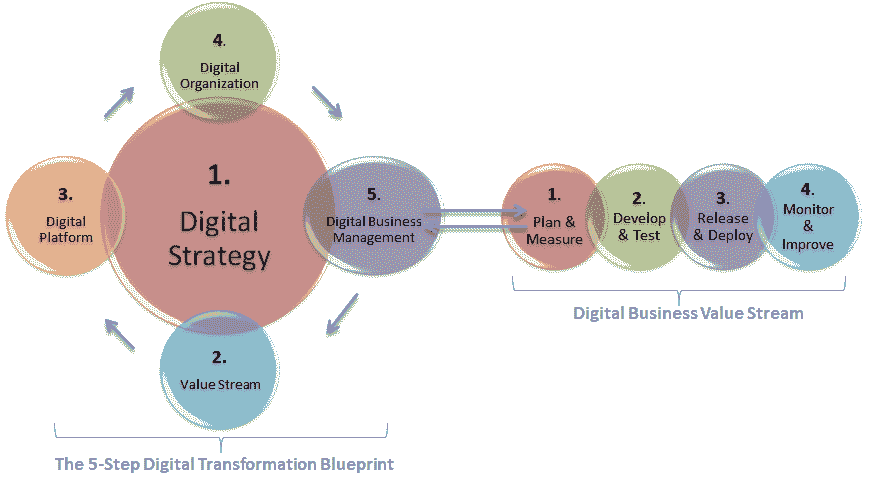 4.
Digital
Organization
1.
Digital
Strategy
3.
Digital
Platform
5.
Digital Business
Management
2.
Value Stream
The 5-Step Digital Transformation Blueprint
1.
Plan &
Measure
2.
Develop
& Test
3.
Release
& Deploy
4.
Monitor
&
Improve
Digital Business Value Stream